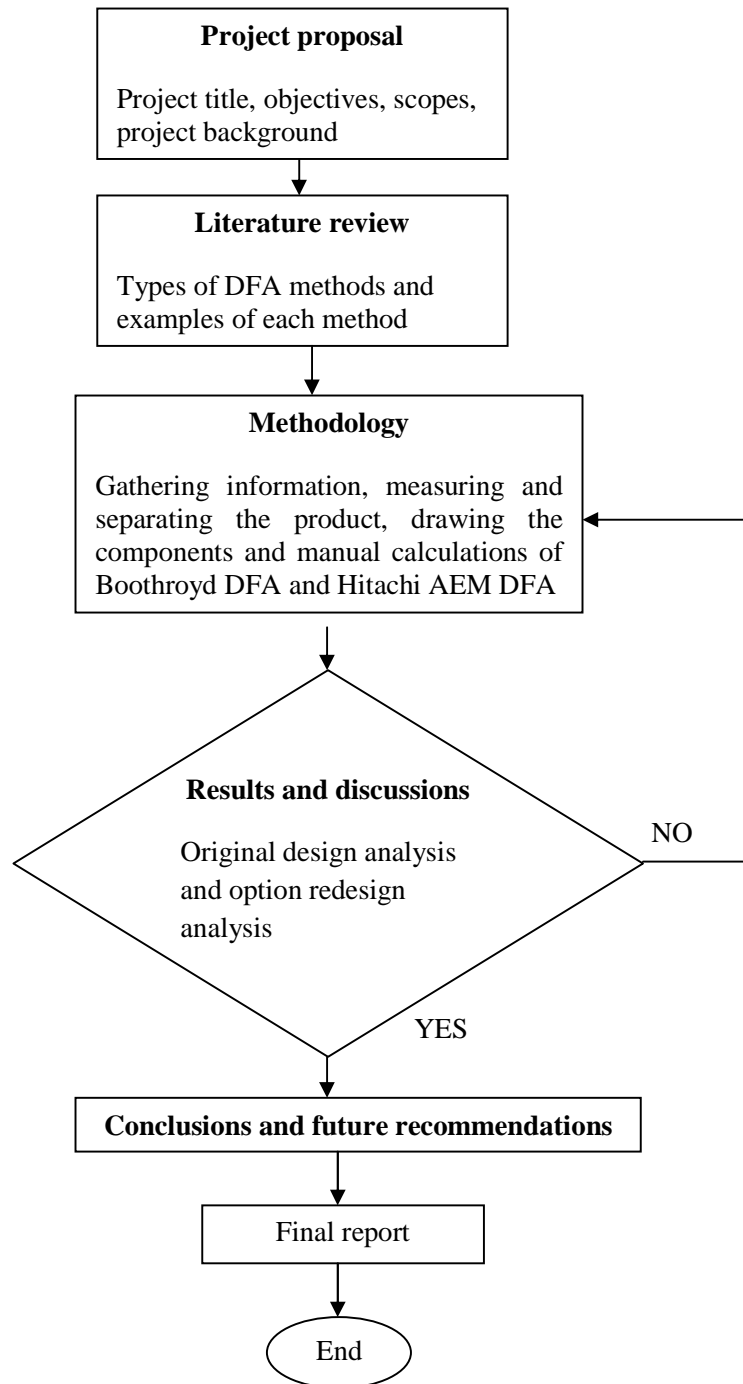 Project proposal
Project title, objectives, scopes,
project background
Literature review
Types of DFA methods and
examples of each method
Methodology
Gathering information, measuring and
separating the product, drawing the
components and manual calculations of
Boothroyd DFA and Hitachi AEM DFA
Results and discussions
Original design analysis
and option redesign
analysis
NO
YES
Conclusions and future recommendations
Final report
End